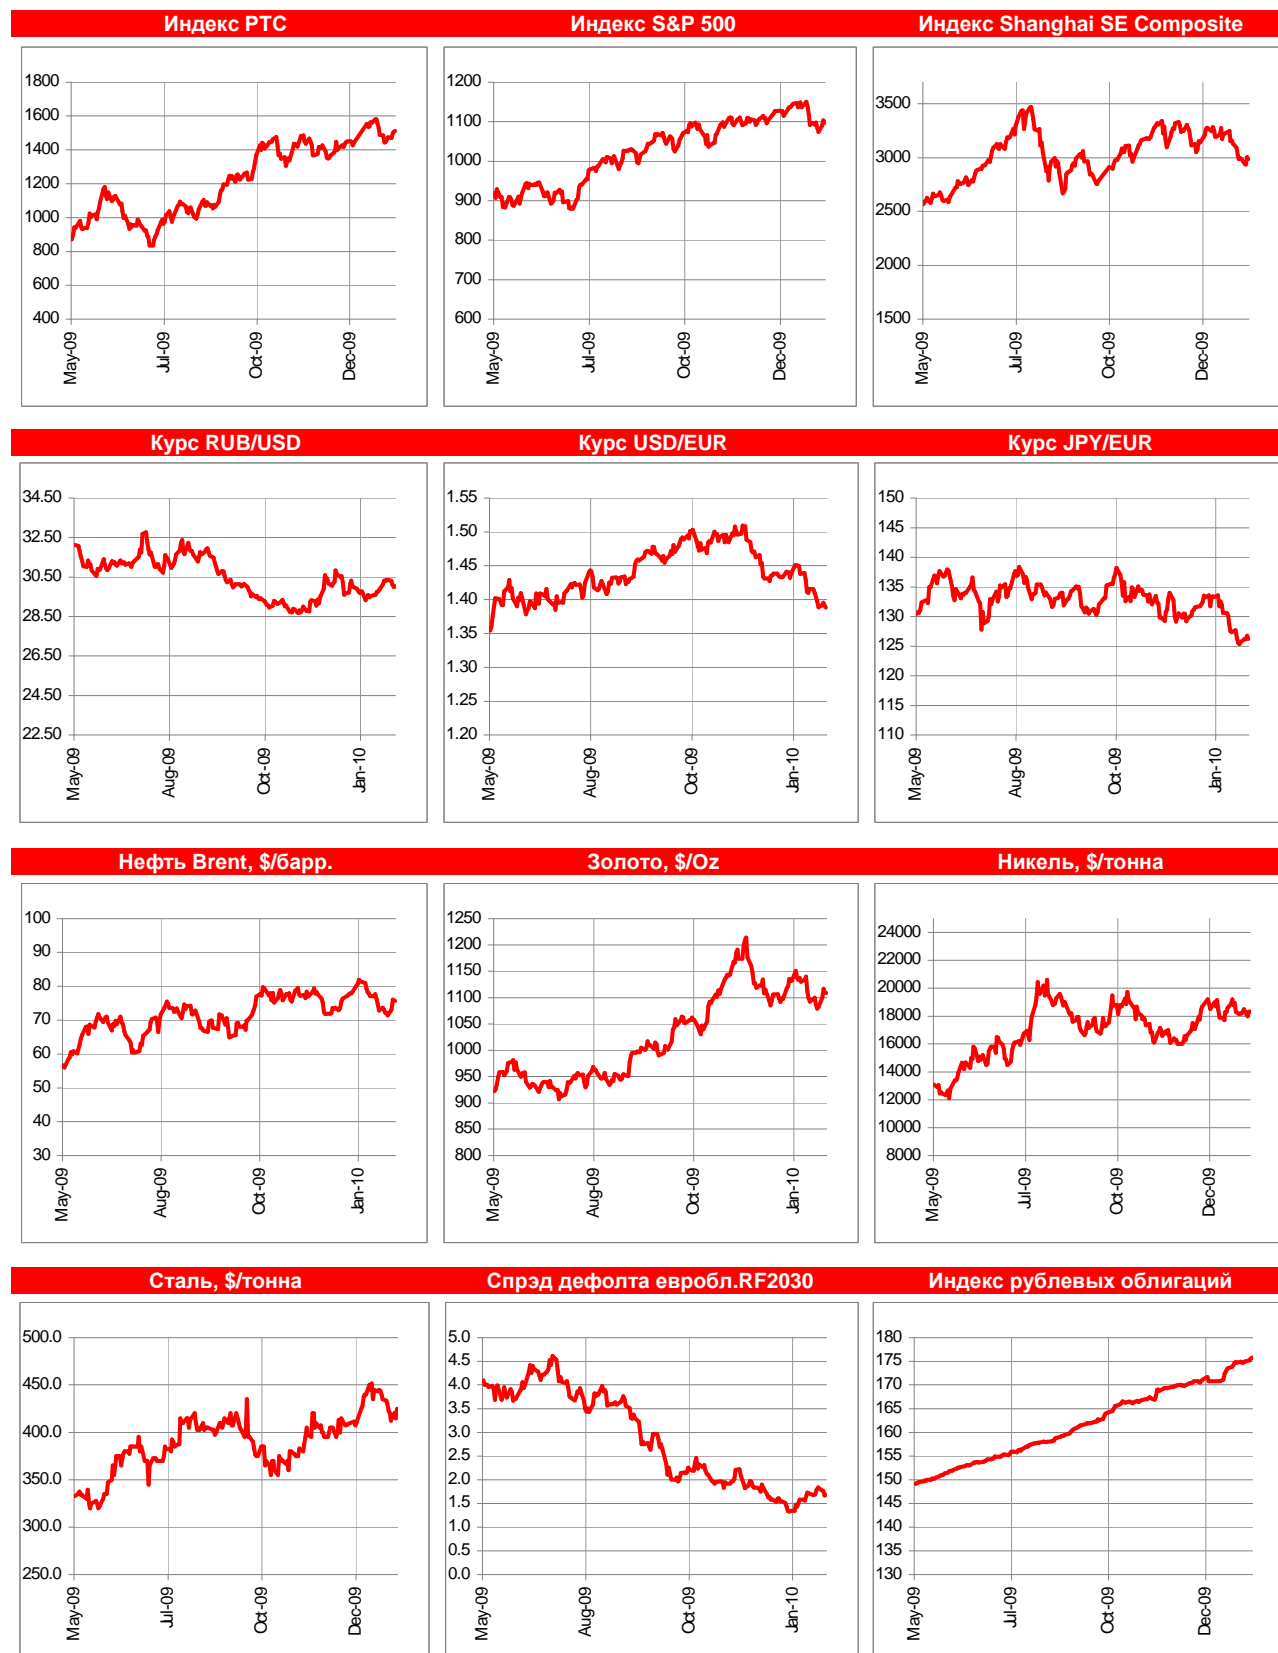 Индекс РТС
1800
1600
1400
1200
1000
800
600
400
May-09
Jul-09
Oct-09
Dec-09
Индекс S&P 500
1200
1100
1000
900
800
700
600
May-09
Jul-09
Oct-09
Dec-09
Индекс Shanghai SE Composite
3500
3000
2500
2000
1500
May-09
Jul-09
Oct-09
Dec-09
Курс RUB/USD
34.50
32.50
30.50
28.50
26.50
24.50
22.50
May-09
Aug-09
Oct-09
Jan-10
Курс USD/EUR
1.55
1.50
1.45
1.40
1.35
1.30
1.25
1.20
May-09
Aug-09
Oct-09
Jan-10
Курс JPY/EUR
150
145
140
135
130
125
120
115
110
May-09
Aug-09
Oct-09
Jan-10
Нефть Brent, $/барр.
100
90
80
70
60
50
40
30
May-09
Aug-09
Oct-09
Jan-10
Золото, $/Oz
1250
1200
1150
1100
1050
1000
950
900
850
800
May-09
Aug-09
Oct-09
Jan-10
Никель, $/тонна
24000
22000
20000
18000
16000
14000
12000
10000
8000
May-09
Jul-09
Oct-09
Dec-09
Сталь, $/тонна
500.0
450.0
400.0
350.0
300.0
250.0
May-09
Jul-09
Oct-09
Dec-09
Спрэд дефолта евробл.RF2030
5.0
4.5
4.0
3.5
3.0
2.5
2.0
1.5
1.0
0.5
0.0
May-09
Aug-09
Oct-09
Jan-10
Индекс рублевых облигаций
180
175
170
165
160
155
150
145
140
135
130
May-09
Jul-09
Oct-09
Dec-09